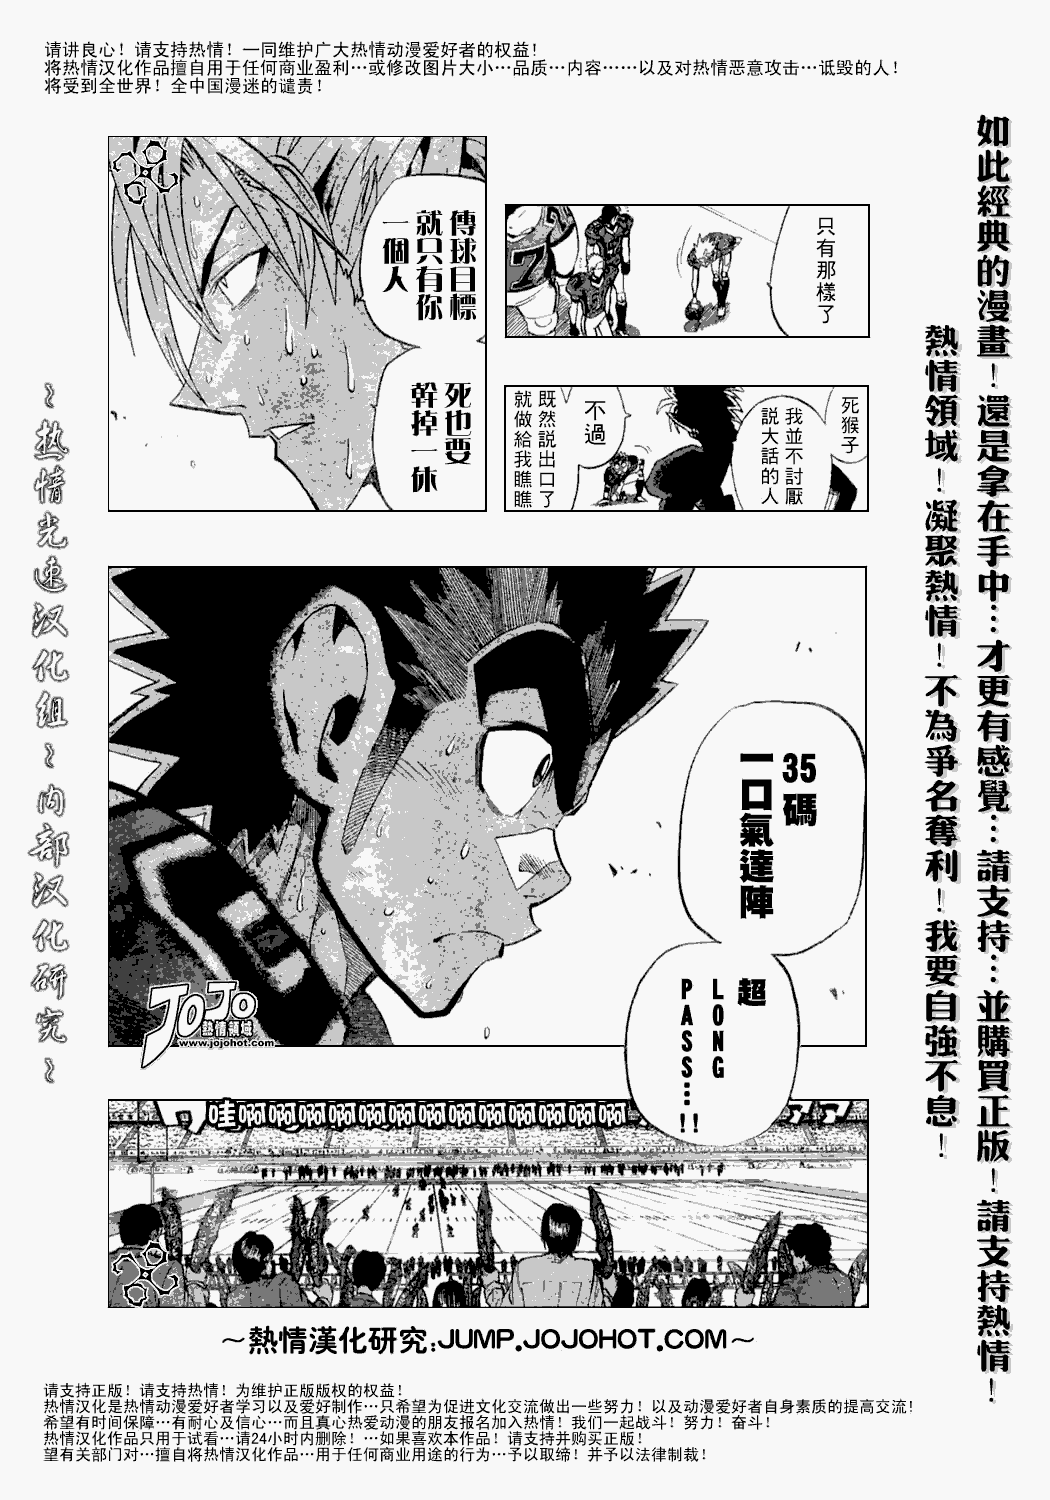 请讲良心！请支持热情！一同维护广大热情动漫爱好者的权益！
将热情汉化作品擅自用于任何商业盈利…或修改图片大小…品质…内容……以及对热情恶意攻击…诋毁的人！
将受到全世界！全中国漫迷的谴责！
如此經典的漫畫！還是拿在手中…才更有感覺…請支持…並購買正版！請支持熱情！
熱情領域！凝聚熱情！不為爭名奪利！我要自強不息！
只有那樣了
傳球目標
就只有你
一個人
死也要
幹掉一休
死猴子
我並不討厭
説大話的人
不過
既然説出口了
就做給我瞧瞧
7
35碼
一口氣達陣
超
LONG
PASS…!!
JOJO
熱情領域
www.jojohot.com
哇啊啊啊啊啊啊啊啊啊啊啊啊啊
~热情光速汉化组~内部汉化研究~
~熱情漢化研究:JUMP.JOJOHOT.COM~
请支持正版！请支持热情！为维护正版版权的权益！
热情汉化是热情动漫爱好者学习以及爱好制作…只希望为促进文化交流做出一些努力！以及动漫爱好者自身素质的提高交流！
希望有时间保障…有耐心及信心…而且真心热爱动漫的朋友报名加入热情！我们一起战斗！努力！奋斗！
热情汉化作品只用于试看…请24小时内删除！…如果喜欢本作品！请支持并购买正版！
望有关部门对…擅自将热情汉化作品…用于任何商业用途的行为…予以取缔！并予以法律制裁！